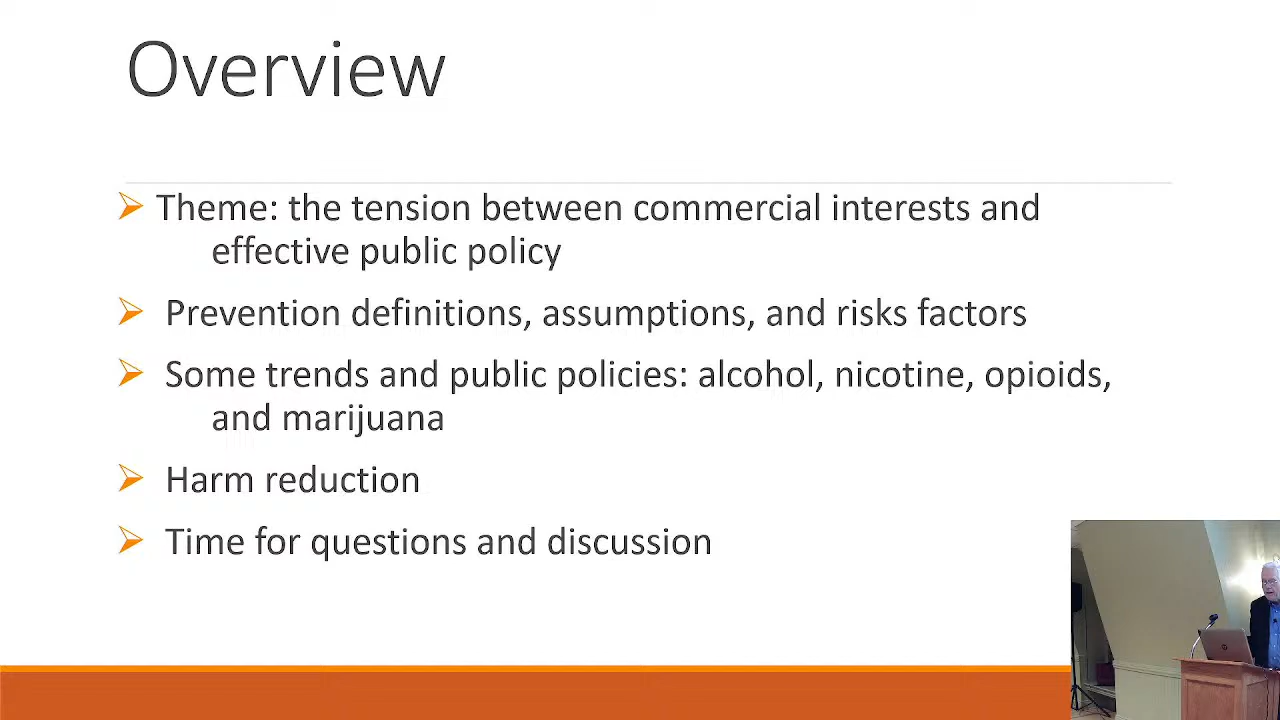 Overview
Theme: the tension between commercial interests and
effective public policy
Prevention definitions, assumptions, and risks factors
Some trends and public policies: alcohol, nicotine, opioids,
and marijuana
Harm reduction
Time for questions and discussion